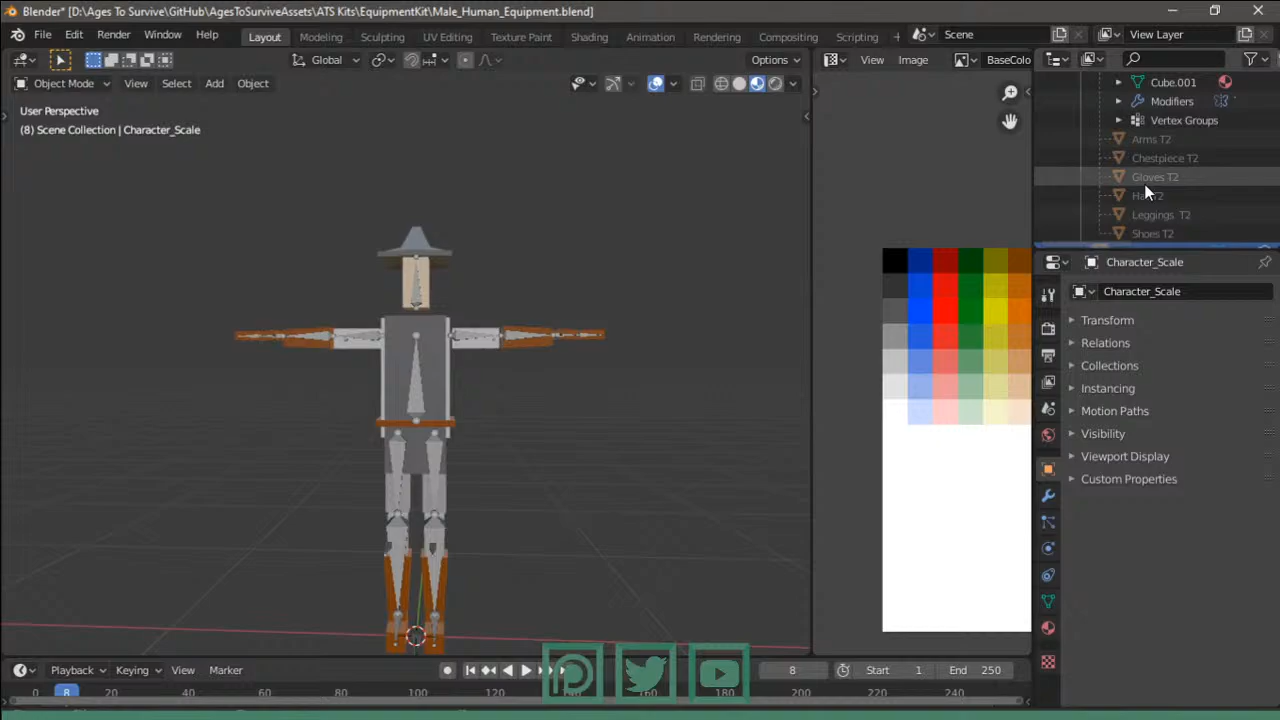 Blender* [D:\Ages To Survive\GitHub\AgesToSurviveAssets\ATS Kits\EquipmentKit\Male_Human_Equipment.blend]
File Edit Render Window Help Layout Modeling Sculpting UV Editing Texture Paint Shading Animation Rendering Compositing Scripting Scene View Layer
Global Options View Image BaseColo
Object Mode View Select Add Object
User Perspective
(8) Scene Collection | Character_Scale
Cube.001
Modifiers
Vertex Groups
Arms T2
Chestpiece T2
Gloves T2
T2
Leggings T2
Shoes T2
Character_Scale
Character_Scale
Transform
Relations
Collections
Instancing
Motion Paths
Visibility
Viewport Display
Custom Properties
Playback Keying View Marker 8 Start 1 End 250
0 8 20 40 60 80 100 120 140 160 180 200 220 240